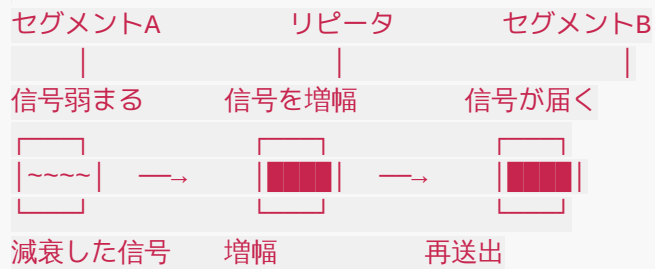 セグメントA リピータ セグメントB
信号弱まる 信号を増幅 信号が届く
~~~~ → ████ → ████
減衰した信号 増幅 再送出